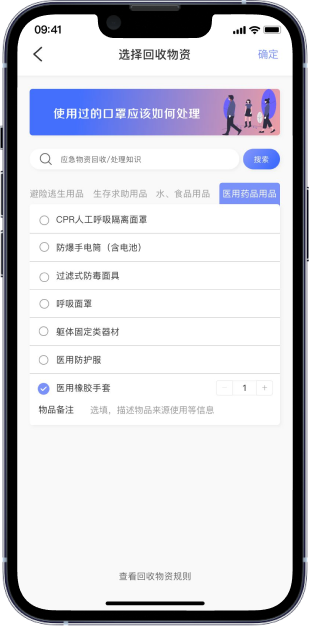 09:41
选择回收物资
确定
使用过的口罩应该如何处理
应急物资回收/处理知识
搜索
避险逃生用品 生存求助用品 水、食品用品 医用药品用品
CPR人工呼吸隔离面罩
防爆手电筒（含电池）
过滤式防毒面具
呼吸面罩
躯体固定类器材
医用防护服
医用橡胶手套 - 1 +
物品备注 选填，描述物品来源使用等信息
查看回收物资规则